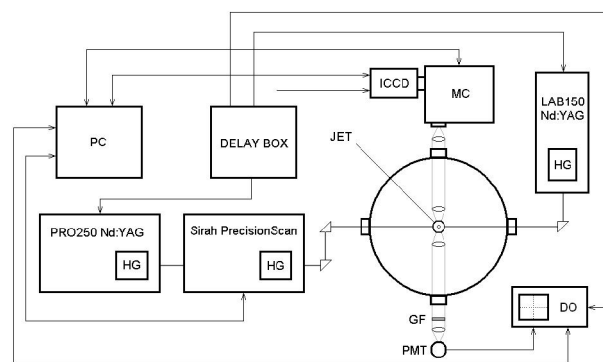 ICCD
MC
LAB150
Nd:YAG
HG
PC
DELAY BOX
JET
PRO250 Nd:YAG
HG
Sirah PrecisionScan
HG
GF
PMT
DO